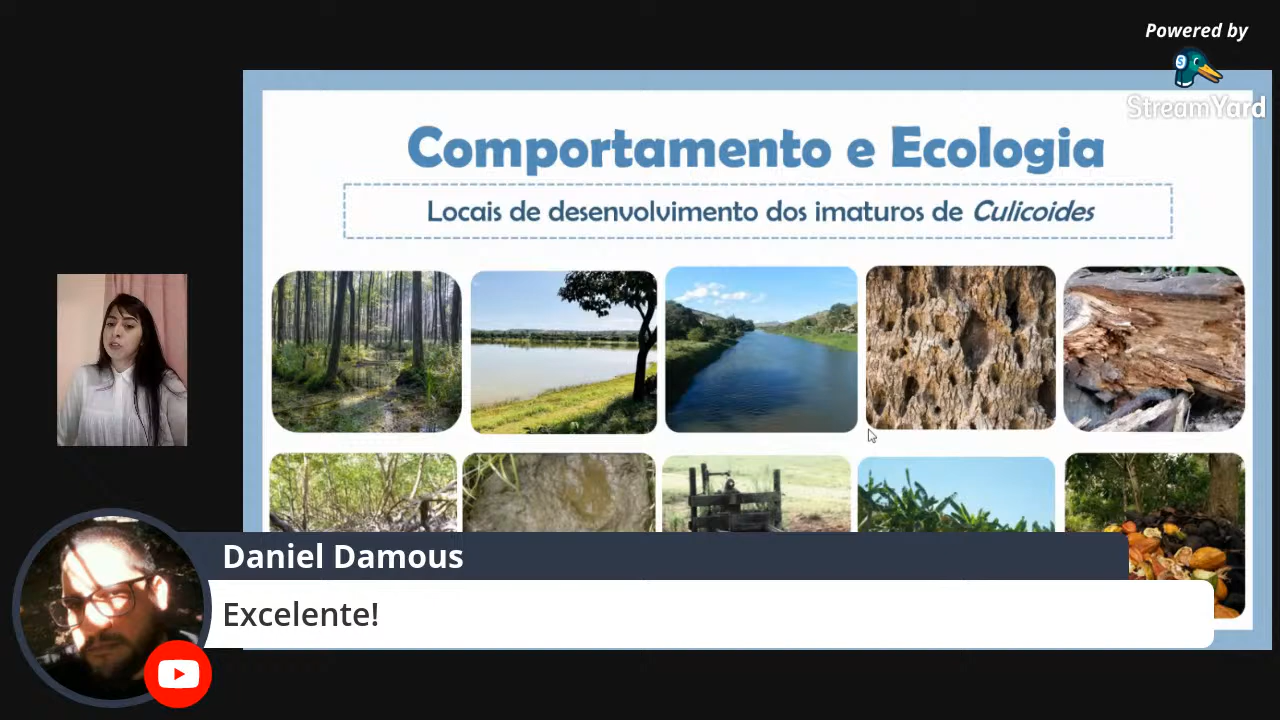 Powered by
StreamYard
Comportamento e Ecologia
Locais de desenvolvimento dos imaturos de Culicoides
Daniel Damous
Excelente!